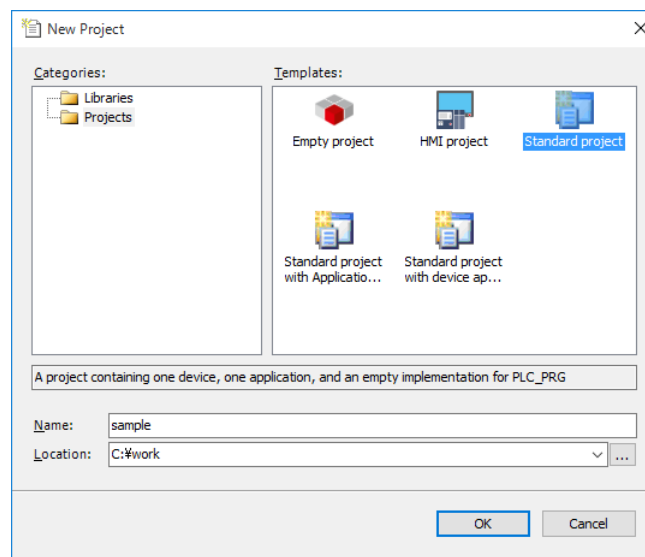 New Project
Categories:
Libraries
Projects
Templates:
Empty project
HMI project
Standard project
Standard project
with Applicatio...
Standard project
with device ap...
A project containing one device, one application, and an empty implementation for PLC_PRG
Name:
sample
Location:
C:¥work
...
OK
Cancel